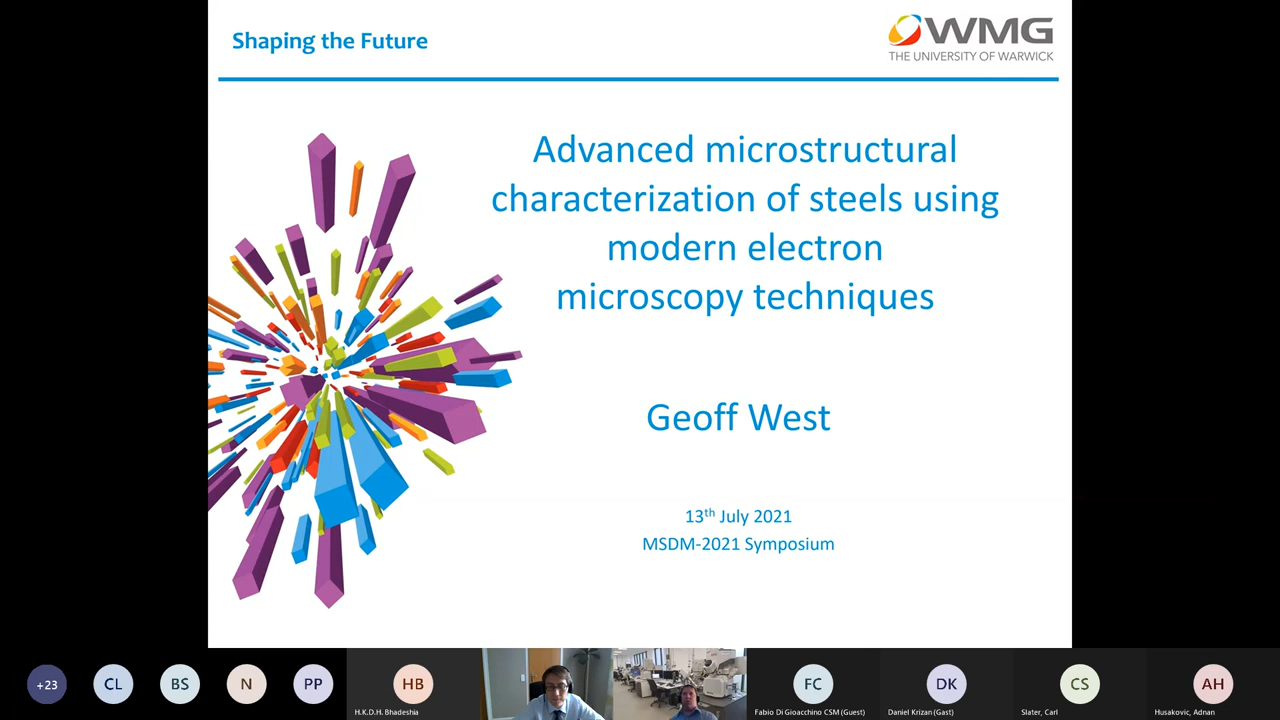 Shaping the Future
WMG
THE UNIVERSITY OF WARWICK
Advanced microstructural
characterization of steels using
modern electron
microscopy techniques
Geoff West
13th July 2021
MSDM-2021 Symposium
+23
CL
BS
N
PP
HB
FC
DK
CS
AH
H.K.D.H. Bhadeshia
Fabio Di Gioacchino CSM (Guest)
Daniel Krizan (Gast)
Slater, Carl
Husakovic, Adnan